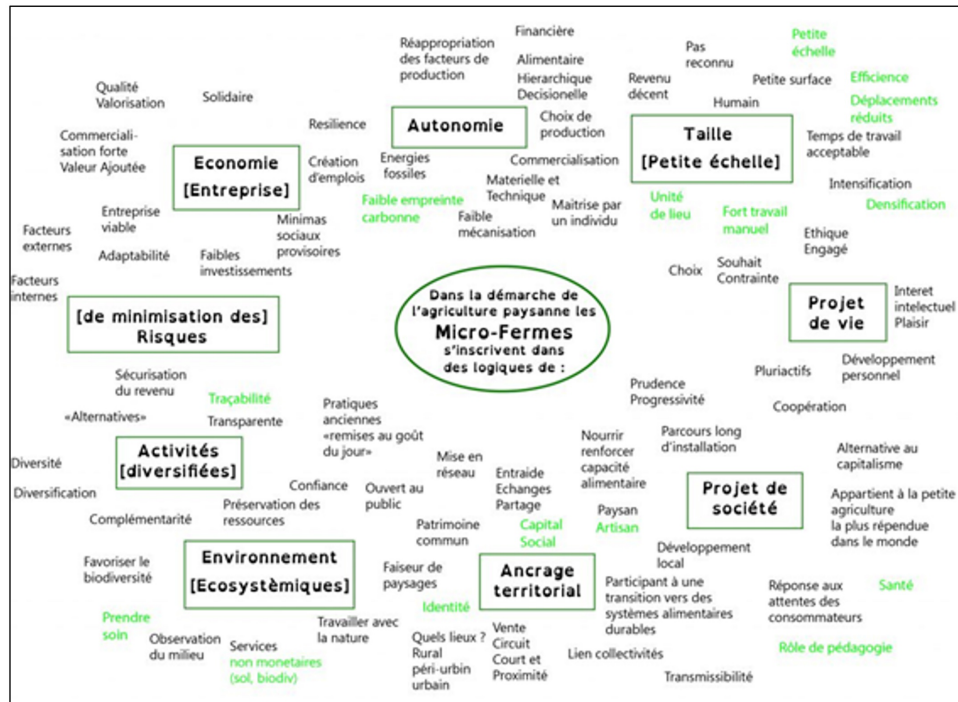 Réappropriation
des facteurs de
production
Financière
Alimentaire
Hierarchique
Decisionelle
Choix de
production
Resilience
Autonomie
Energies
fossiles
Commercialisation
Faible empreinte
carbonne
Materielle et
Technique
Faible
mécanisation
Maitrise par
un individu
Pas
reconnu
Petite
échelle
Revenu
décent
Petite surface
Efficience
Humain
Déplacements
réduits
Taille
[Petite échelle]
Temps de travail
acceptable
Unité
de lieu
Fort travail
manuel
Intensification
Densification
Qualité
Valorisation
Solidaire
Commerciali-
sation forte
Valeur Ajoutée
Economie
[Entreprise]
Création
d'emplois
Entreprise
viable
Minimas
sociaux
provisoires
Facteurs
externes
Adaptabilité
Faibles
investissements
Facteurs
internes
[de minimisation des]
Risques
Sécurisation
du revenu
Dans la démarche de
l'agriculture paysanne les
Micro-Fermes
s'inscrivent dans
des logiques de :
Ethique
Engagé
Choix
Souhait
Contrainte
Projet
de vie
Interet
intelectuel
Plaisir
Pluriactifs
Développement
personnel
Prudence
Progressivité
Coopération
Traçabilité
«Alternatives»
Transparente
Activités
[diversifiées]
Diversité
Diversification
Complémentarité
Confiance
Préservation des
ressources
Pratiques
anciennes
«remises au goût
du jour»
Ouvert au
public
Mise en
réseau
Entraide
Echanges
Partage
Nourrir
renforcer
capacité
alimentaire
Paysan
Artisan
Parcours long
d'installation
Projet de
société
Alternative au
capitalisme
Appartient à la petite
agriculture
la plus répendue
dans le monde
Développement
local
Participant à une
transition vers des
systèmes alimentaires
durables
Réponse aux
attentes des
consommateurs
Santé
Rôle de pédagogie
Transmissibilité
Favoriser le
biodiversité
Environnement
[Ecosystèmiques]
Prendre
soin
Observation
du milieu
Services
non monetaires
(sol, biodiv)
Travailler avec
la nature
Faiseur de
paysages
Patrimoine
commun
Capital
Social
Ancrage
territorial
Identité
Quels lieux ?
Rural
péri-urbin
urbain
Vente
Circuit
Court et
Proximité
Lien collectivités